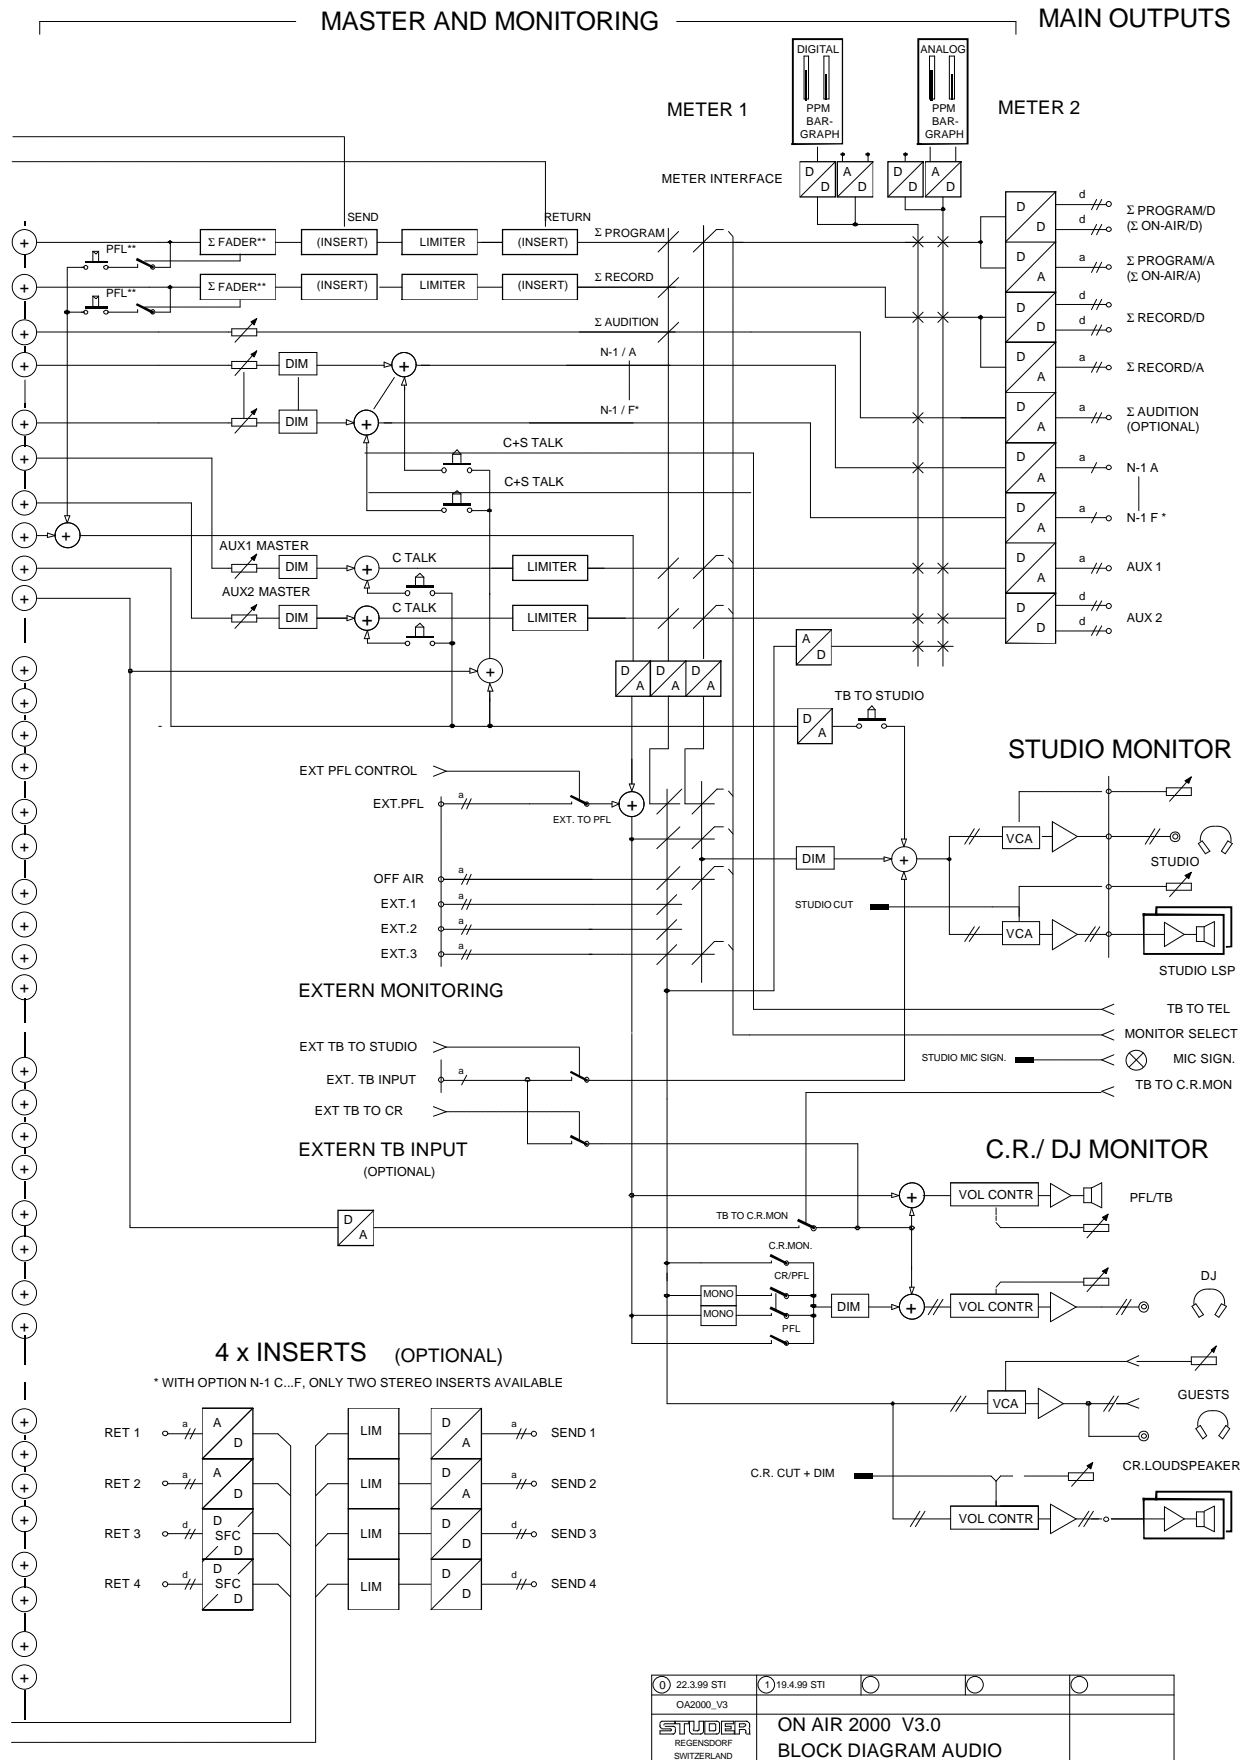 MASTER AND MONITORING
MAIN OUTPUTS
DIGITAL
PPM
BAR-
GRAPH
ANALOG
PPM
BAR-
GRAPH
METER 1
METER 2
METER INTERFACE
D
D
A
D
D
D
A
D
SEND
RETURN
PFL**
Σ FADER**
(INSERT)
LIMITER
(INSERT)
Σ PROGRAM
PFL**
Σ FADER**
(INSERT)
LIMITER
(INSERT)
Σ RECORD
Σ AUDITION
DIM
N-1 / A
DIM
N-1 / F*
C+S TALK
C+S TALK
AUX1 MASTER
DIM
C TALK
LIMITER
AUX2 MASTER
DIM
C TALK
LIMITER
D
D
d
d
Σ PROGRAM/D
(Σ ON-AIR/D)
D
A
a
Σ PROGRAM/A
(Σ ON-AIR/A)
D
D
d
d
Σ RECORD/D
D
A
a
Σ RECORD/A
D
A
a
Σ AUDITION
(OPTIONAL)
D
A
a
N-1 A
D
A
a
N-1 F *
D
A
a
AUX 1
D
D
d
d
AUX 2
A
D
D
A
D
A
D
A
D
A
TB TO STUDIO
STUDIO MONITOR
EXT PFL CONTROL
EXT.PFL
a
EXT. TO PFL
OFF AIR
a
EXT.1
a
EXT.2
a
EXT.3
a
EXTERN MONITORING
DIM
VCA
STUDIO
STUDIO CUT
VCA
STUDIO LSP
TB TO TEL
MONITOR SELECT
STUDIO MIC SIGN.
MIC SIGN.
TB TO C.R.MON
EXT TB TO STUDIO
EXT. TB INPUT
a
EXT TB TO CR
EXTERN TB INPUT
(OPTIONAL)
C.R./ DJ MONITOR
VOL CONTR
PFL/TB
D
A
TB TO C.R.MON
C.R.MON.
CR/PFL
MONO
MONO
PFL
DIM
VOL CONTR
DJ
VCA
GUESTS
C.R. CUT + DIM
VOL CONTR
CR.LOUDSPEAKER
4 x INSERTS (OPTIONAL)
* WITH OPTION N-1 C...F, ONLY TWO STEREO INSERTS AVAILABLE
RET 1
a
A
D
LIM
D
A
a
SEND 1
RET 2
a
A
D
LIM
D
A
a
SEND 2
RET 3
d
D
SFC
D
LIM
D
D
d
SEND 3
RET 4
d
D
SFC
D
LIM
D
D
d
SEND 4
0 22.3.99 STI
1 19.4.99 STI
OA2000_V3
STUDER
REGENSDORF
SWITZERLAND
ON AIR 2000 V3.0
BLOCK DIAGRAM AUDIO